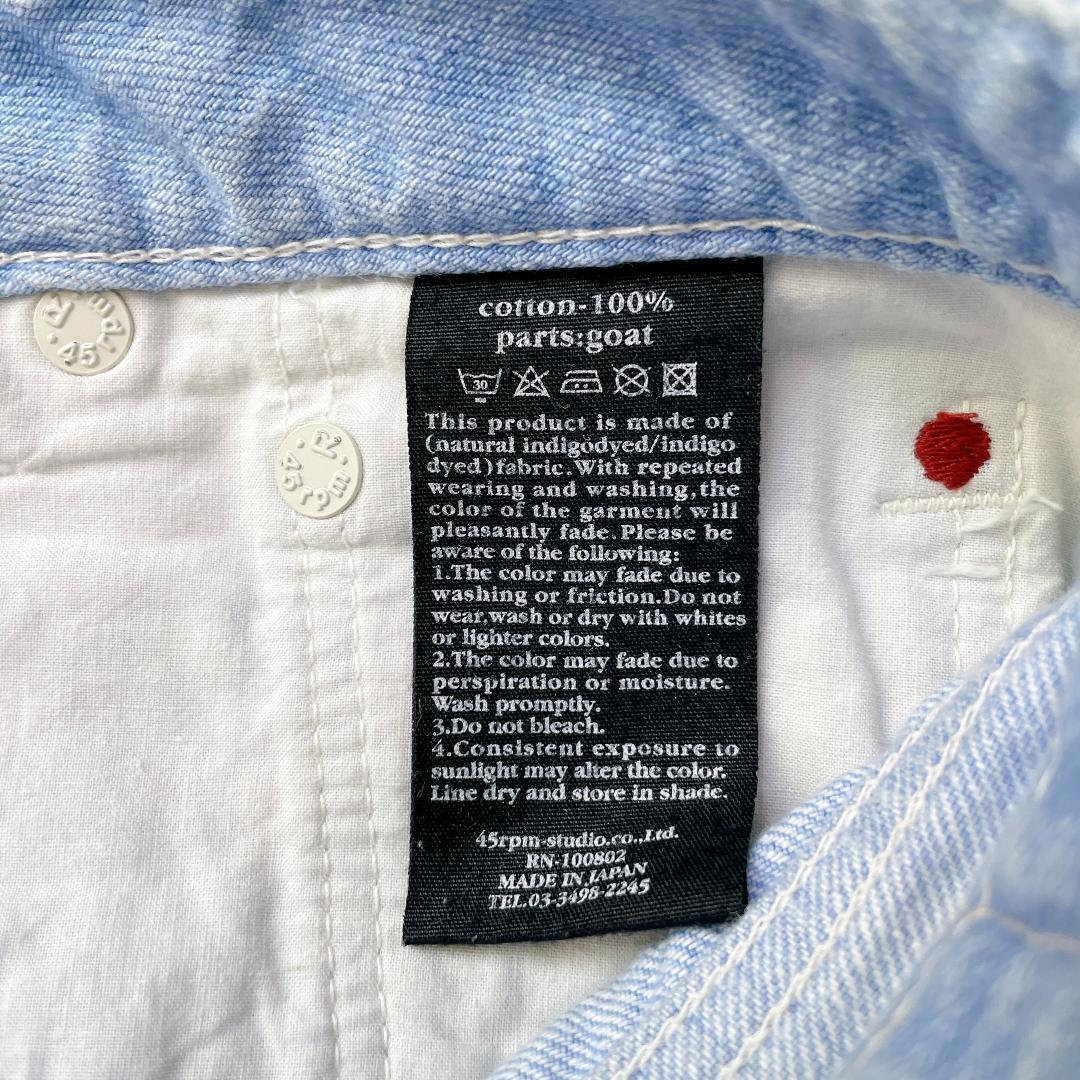 cotton-100%
parts:goat
30
This product is made of
(natural indigodyed/indigo
dyed)fabric.With repeated
wearing and washing,the
color of the garment will
pleasantly fade.Please be
aware of the following:
1.The color may fade due to
washing or friction.Do not
wear,wash or dry with whites
or lighter colors.
2.The color may fade due to
perspiration or moisture.
Wash promptly.
3.Do not bleach.
4.Consistent exposure to
sunlight may alter the color.
Line dry and store in shade.
45rpm-studio.co.,Ltd.
RN-100802
MADE IN JAPAN
TEL.03-3498-2245
45rpm
R
45rpm
R